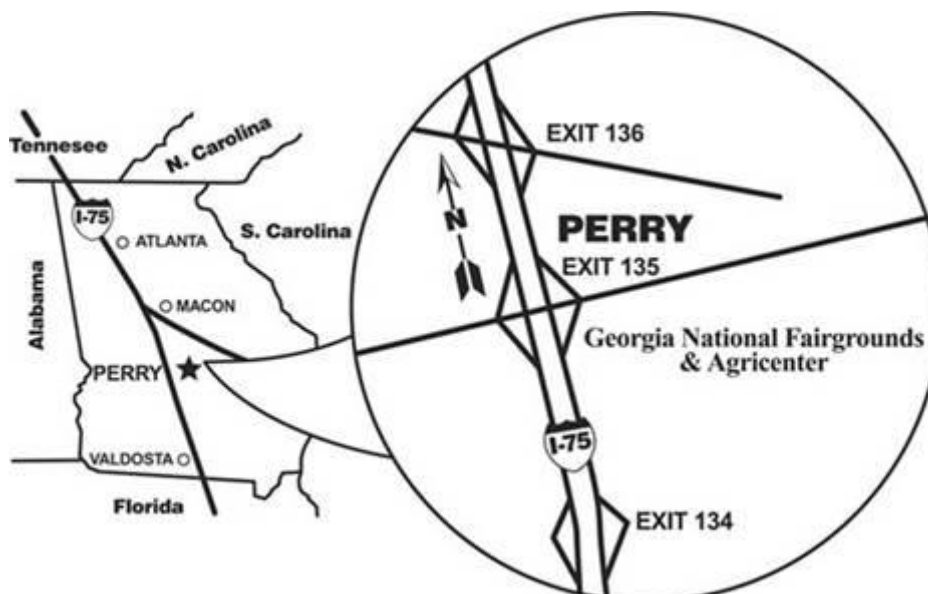 Tennesee
N. Carolina
I-75
ATLANTA
S. Carolina
Alabama
MACON
PERRY
VALDOSTA
Florida
EXIT 136
N
PERRY
EXIT 135
Georgia National Fairgrounds
& Agricenter
I-75
EXIT 134